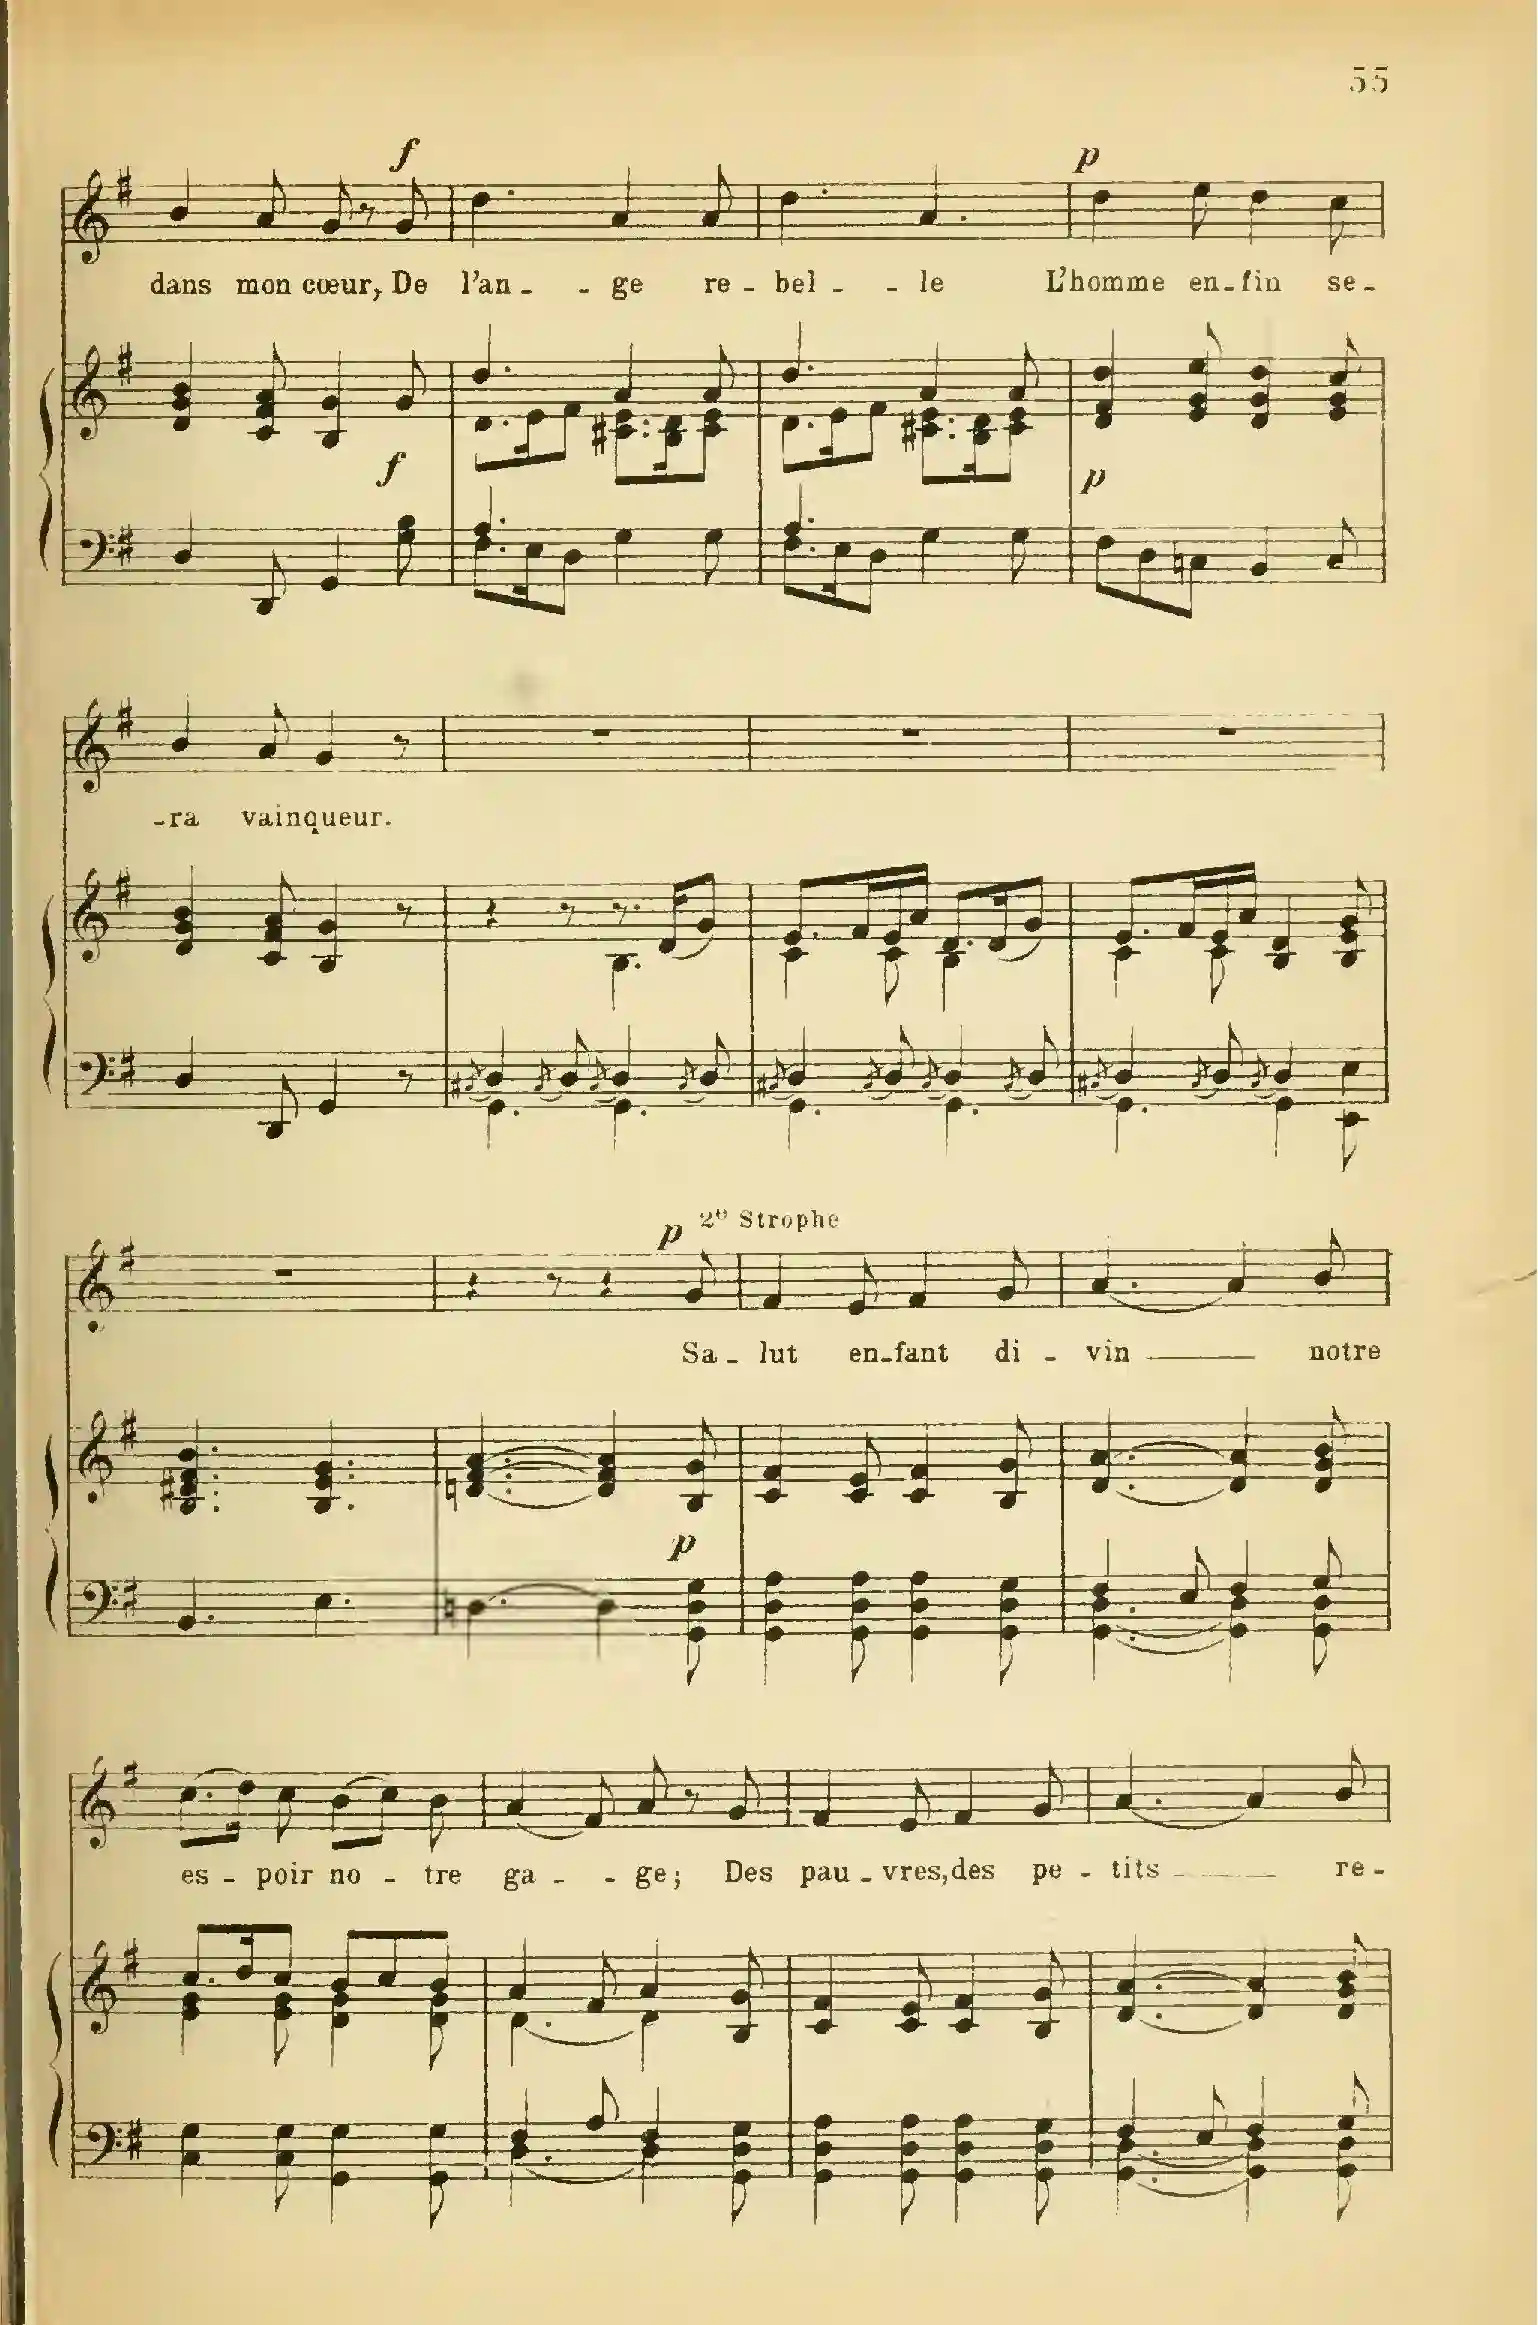 55
f p
dans mon cœur, De l'an - - ge re - bel - - le L'homme en-fin se-
f p
-ra vainqueur.
p 2e Strophe
Sa - lut en-fant di - vin notre
p
es - poir no - tre ga - - ge; Des pau - vres, des pe - tits re -